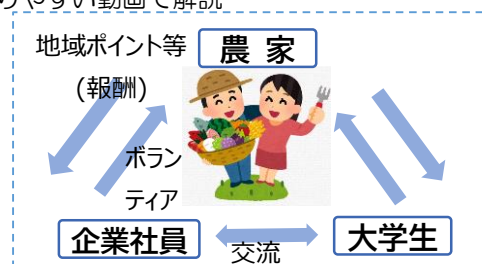 りやすい動画で解説
地域ポイント等
(報酬)
農 家
ボラン
ティア
企業社員
交流
大学生